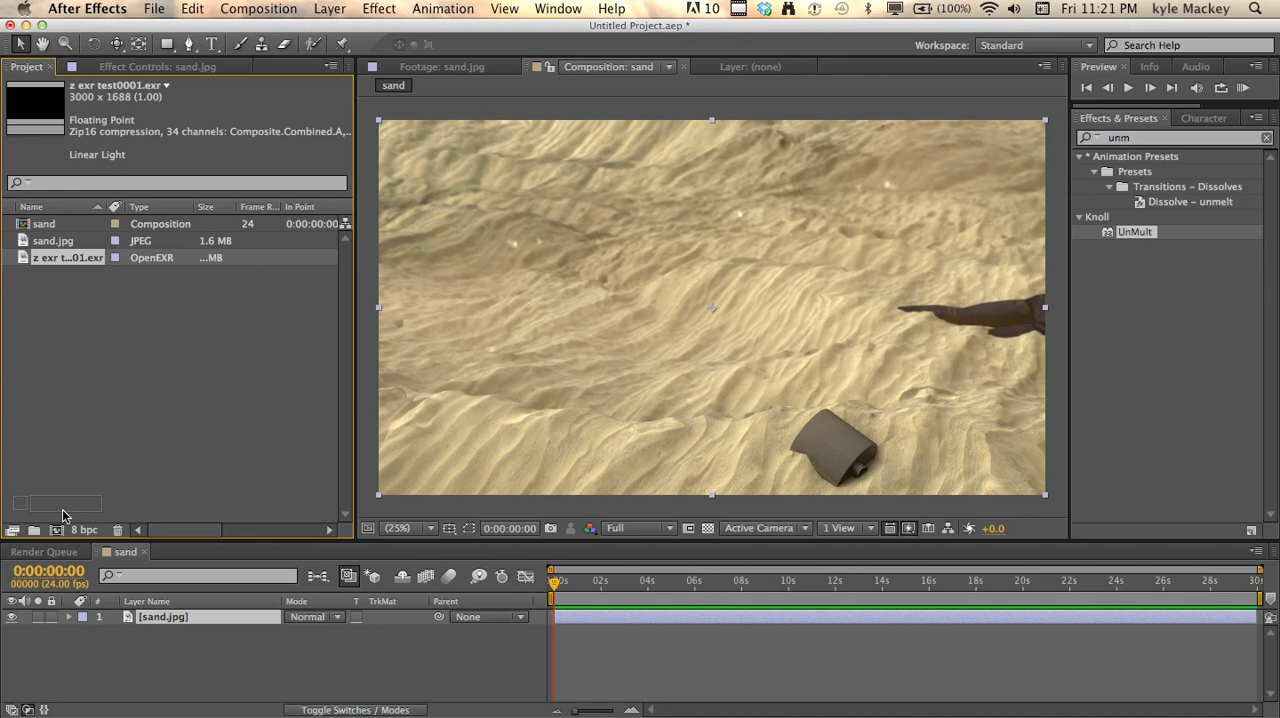 After Effects File Edit Composition Layer Effect Animation View Window Help 10 (100%) Fri 11:21 PM kyle Mackey
Untitled Project.aep *
Workspace: Standard Search Help
Project Effect Controls: sand.jpg Footage: sand.jpg Composition: sand Layer: (none) Preview Info Audio
z exr test0001.exr
3000 x 1688 (1.00)
Floating Point
Zip16 compression, 34 channels: Composite.Combined.A,...
Linear Light
sand
Effects & Presets Character
unm
* Animation Presets
Presets
Transitions – Dissolves
Dissolve – unmelt
Knoll
UnMult
Name Type Size Frame R... In Point
sand Composition 24 0:00:00:00
sand.jpg JPEG 1.6 MB
z exr t...01.exr OpenEXR ...MB
8 bpc
(25%) 0:00:00:00 Full Active Camera 1 View +0.0
Render Queue sand
0:00:00:00
00000 (24.00 fps)
# Layer Name Mode T TrkMat Parent
1 [sand.jpg] Normal None
00s 02s 04s 06s 08s 10s 12s 14s 16s 18s 20s 22s 24s 26s 28s 30s
Toggle Switches / Modes